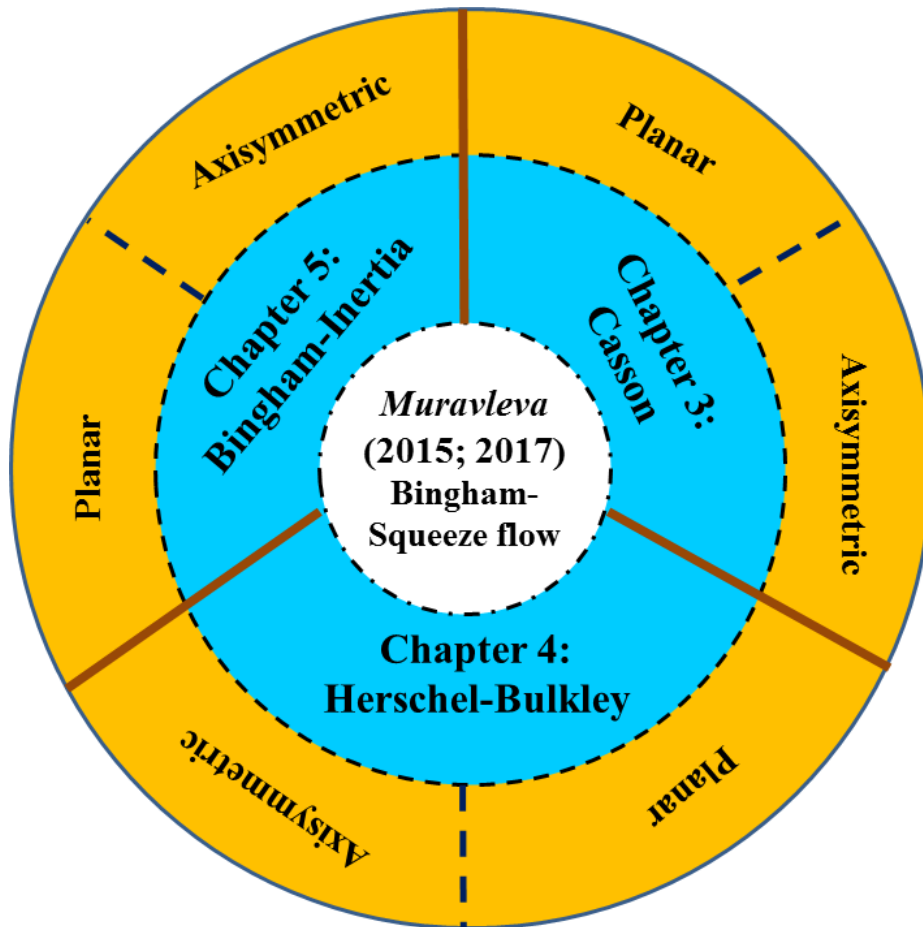 Axisymmetric
Planar
Chapter 5:
Bingham-Inertia
Chapter 3:
Casson
Planar
Axisymmetric
Muravleva
(2015; 2017)
Bingham-
Squeeze flow
Chapter 4:
Herschel-Bulkley
Axisymmetric
Planar